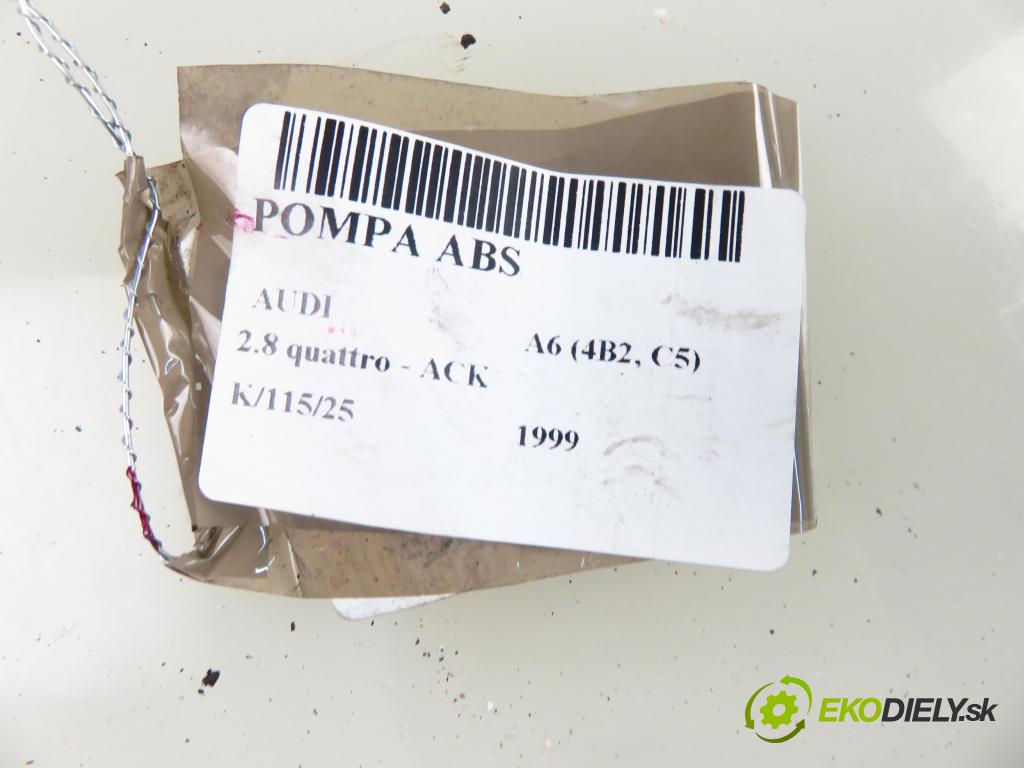 POMPA ABS
AUDI
A6 (4B2, C5)
2.8 quattro - ACK
K/115/25
1999
EKODIELY.sk